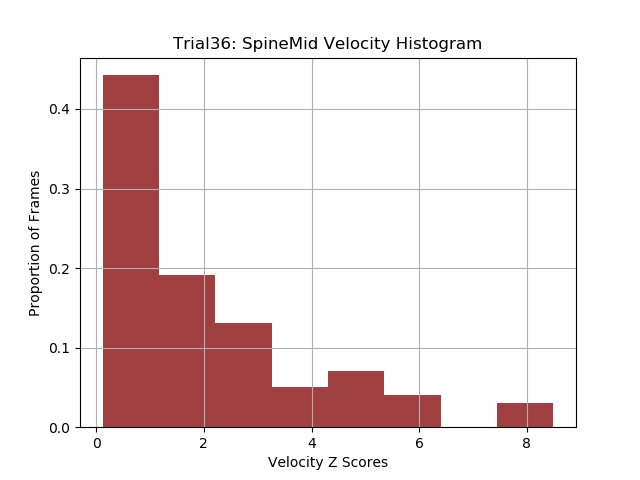 Trial36: SpineMid Velocity Histogram
Proportion of Frames
0.4
0.3
0.2
0.1
0.0
0 2 4 6 8
Velocity Z Scores